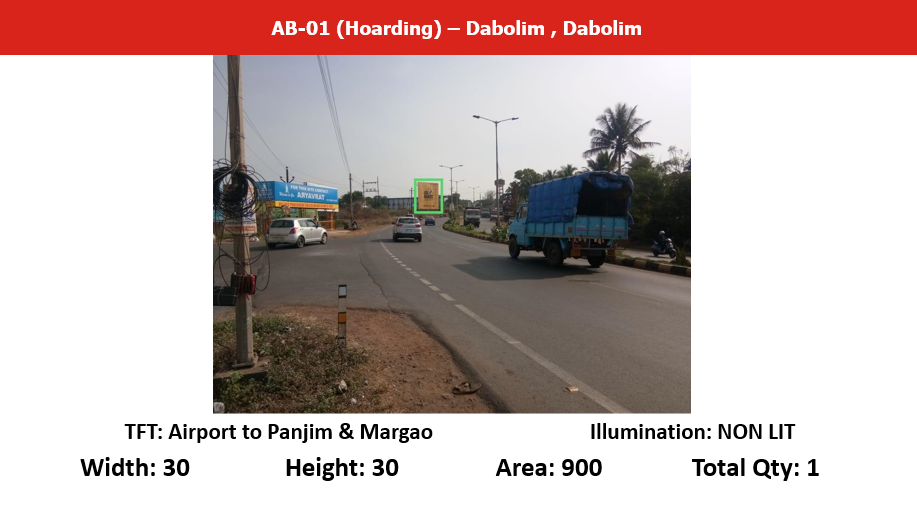 AB-01 (Hoarding) – Dabolim , Dabolim
ARYAVRAT
TFT: Airport to Panjim & Margao
Illumination: NON LIT
Width: 30
Height: 30
Area: 900
Total Qty: 1